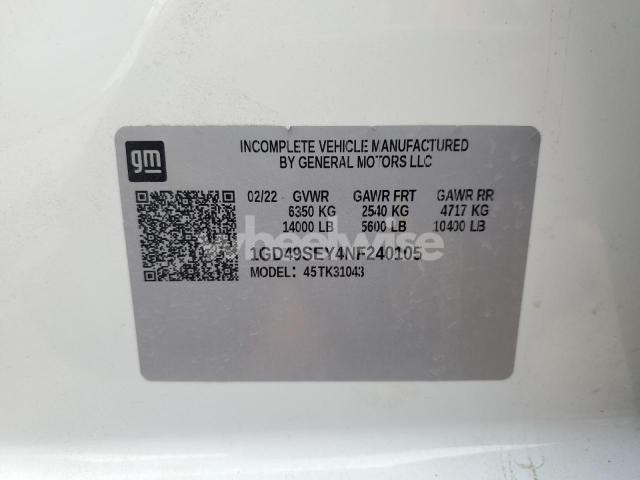 gm
INCOMPLETE VEHICLE MANUFACTURED
BY GENERAL MOTORS LLC
02/22 GVWR GAWR FRT GAWR RR
6350 KG 2540 KG 4717 KG
14000 LB 5600 LB 10400 LB
wheelwise
1GD49SEY4NF240105
MODEL: 45TK31043